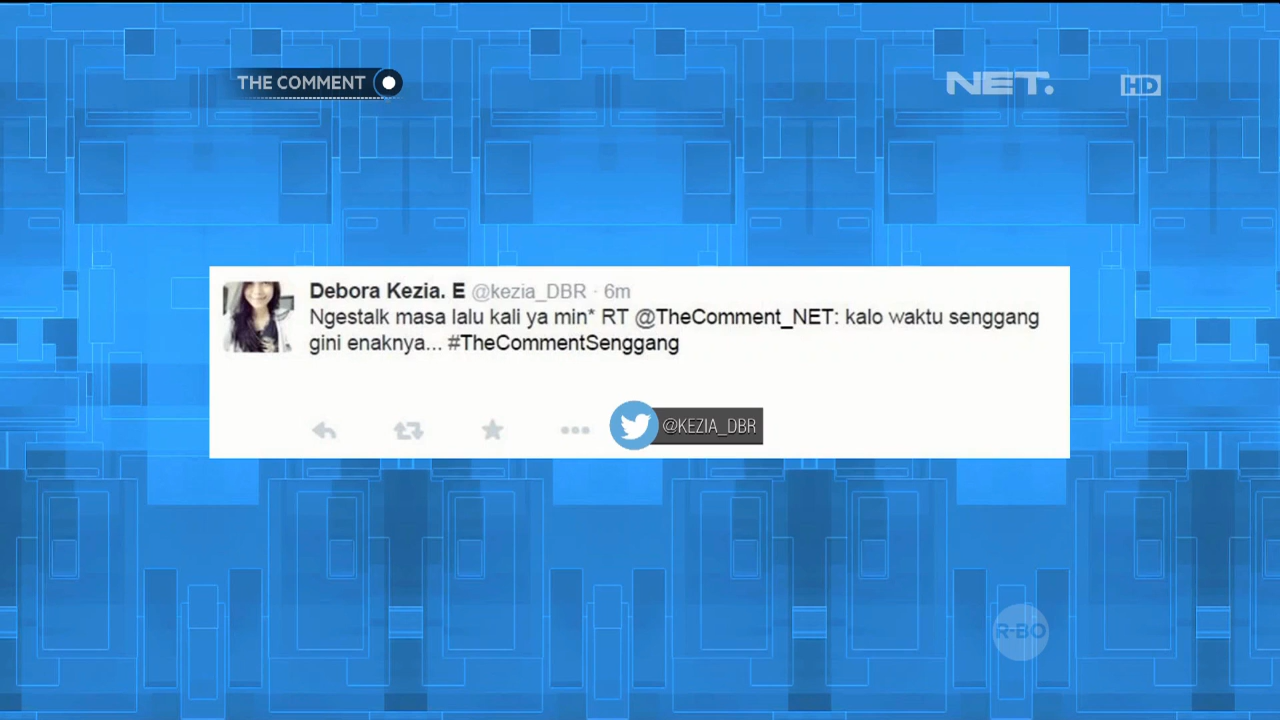 THE COMMENT
NET.
HD
Debora Kezia. E @kezia_DBR · 6m
Ngestalk masa lalu kali ya min* RT @TheComment_NET: kalo waktu senggang
gini enaknya... #TheCommentSenggang
@KEZIA_DBR
R-BO